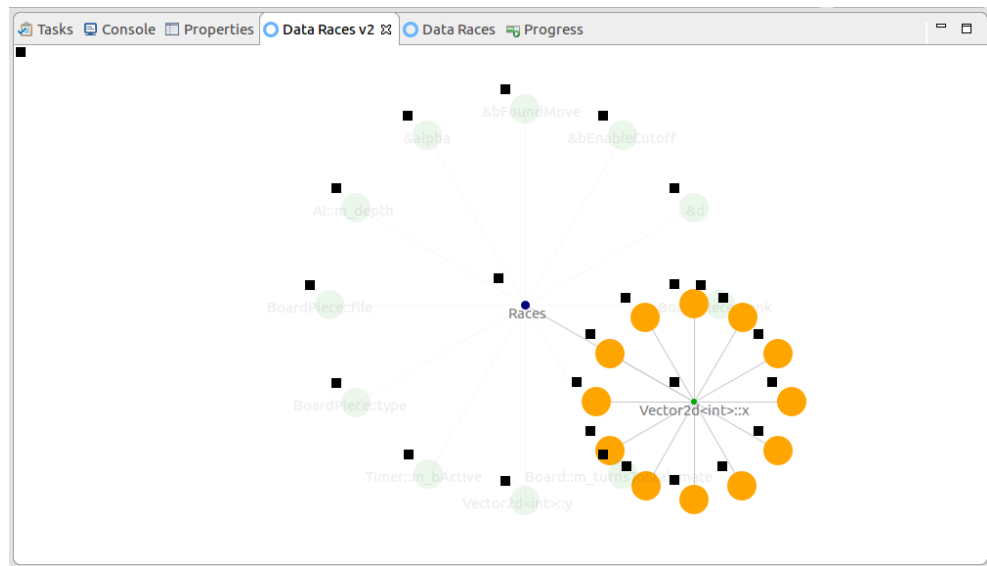 Tasks Console Properties Data Races v2 Data Races Progress
&bFoundMove
&alpha &bEnableCutoff
AI::m_depth &d
BoardPiece::file
Races
BoardPiece::type
Vector2d<int>::x
Timer::m_bActive
Vector2d<int>::y